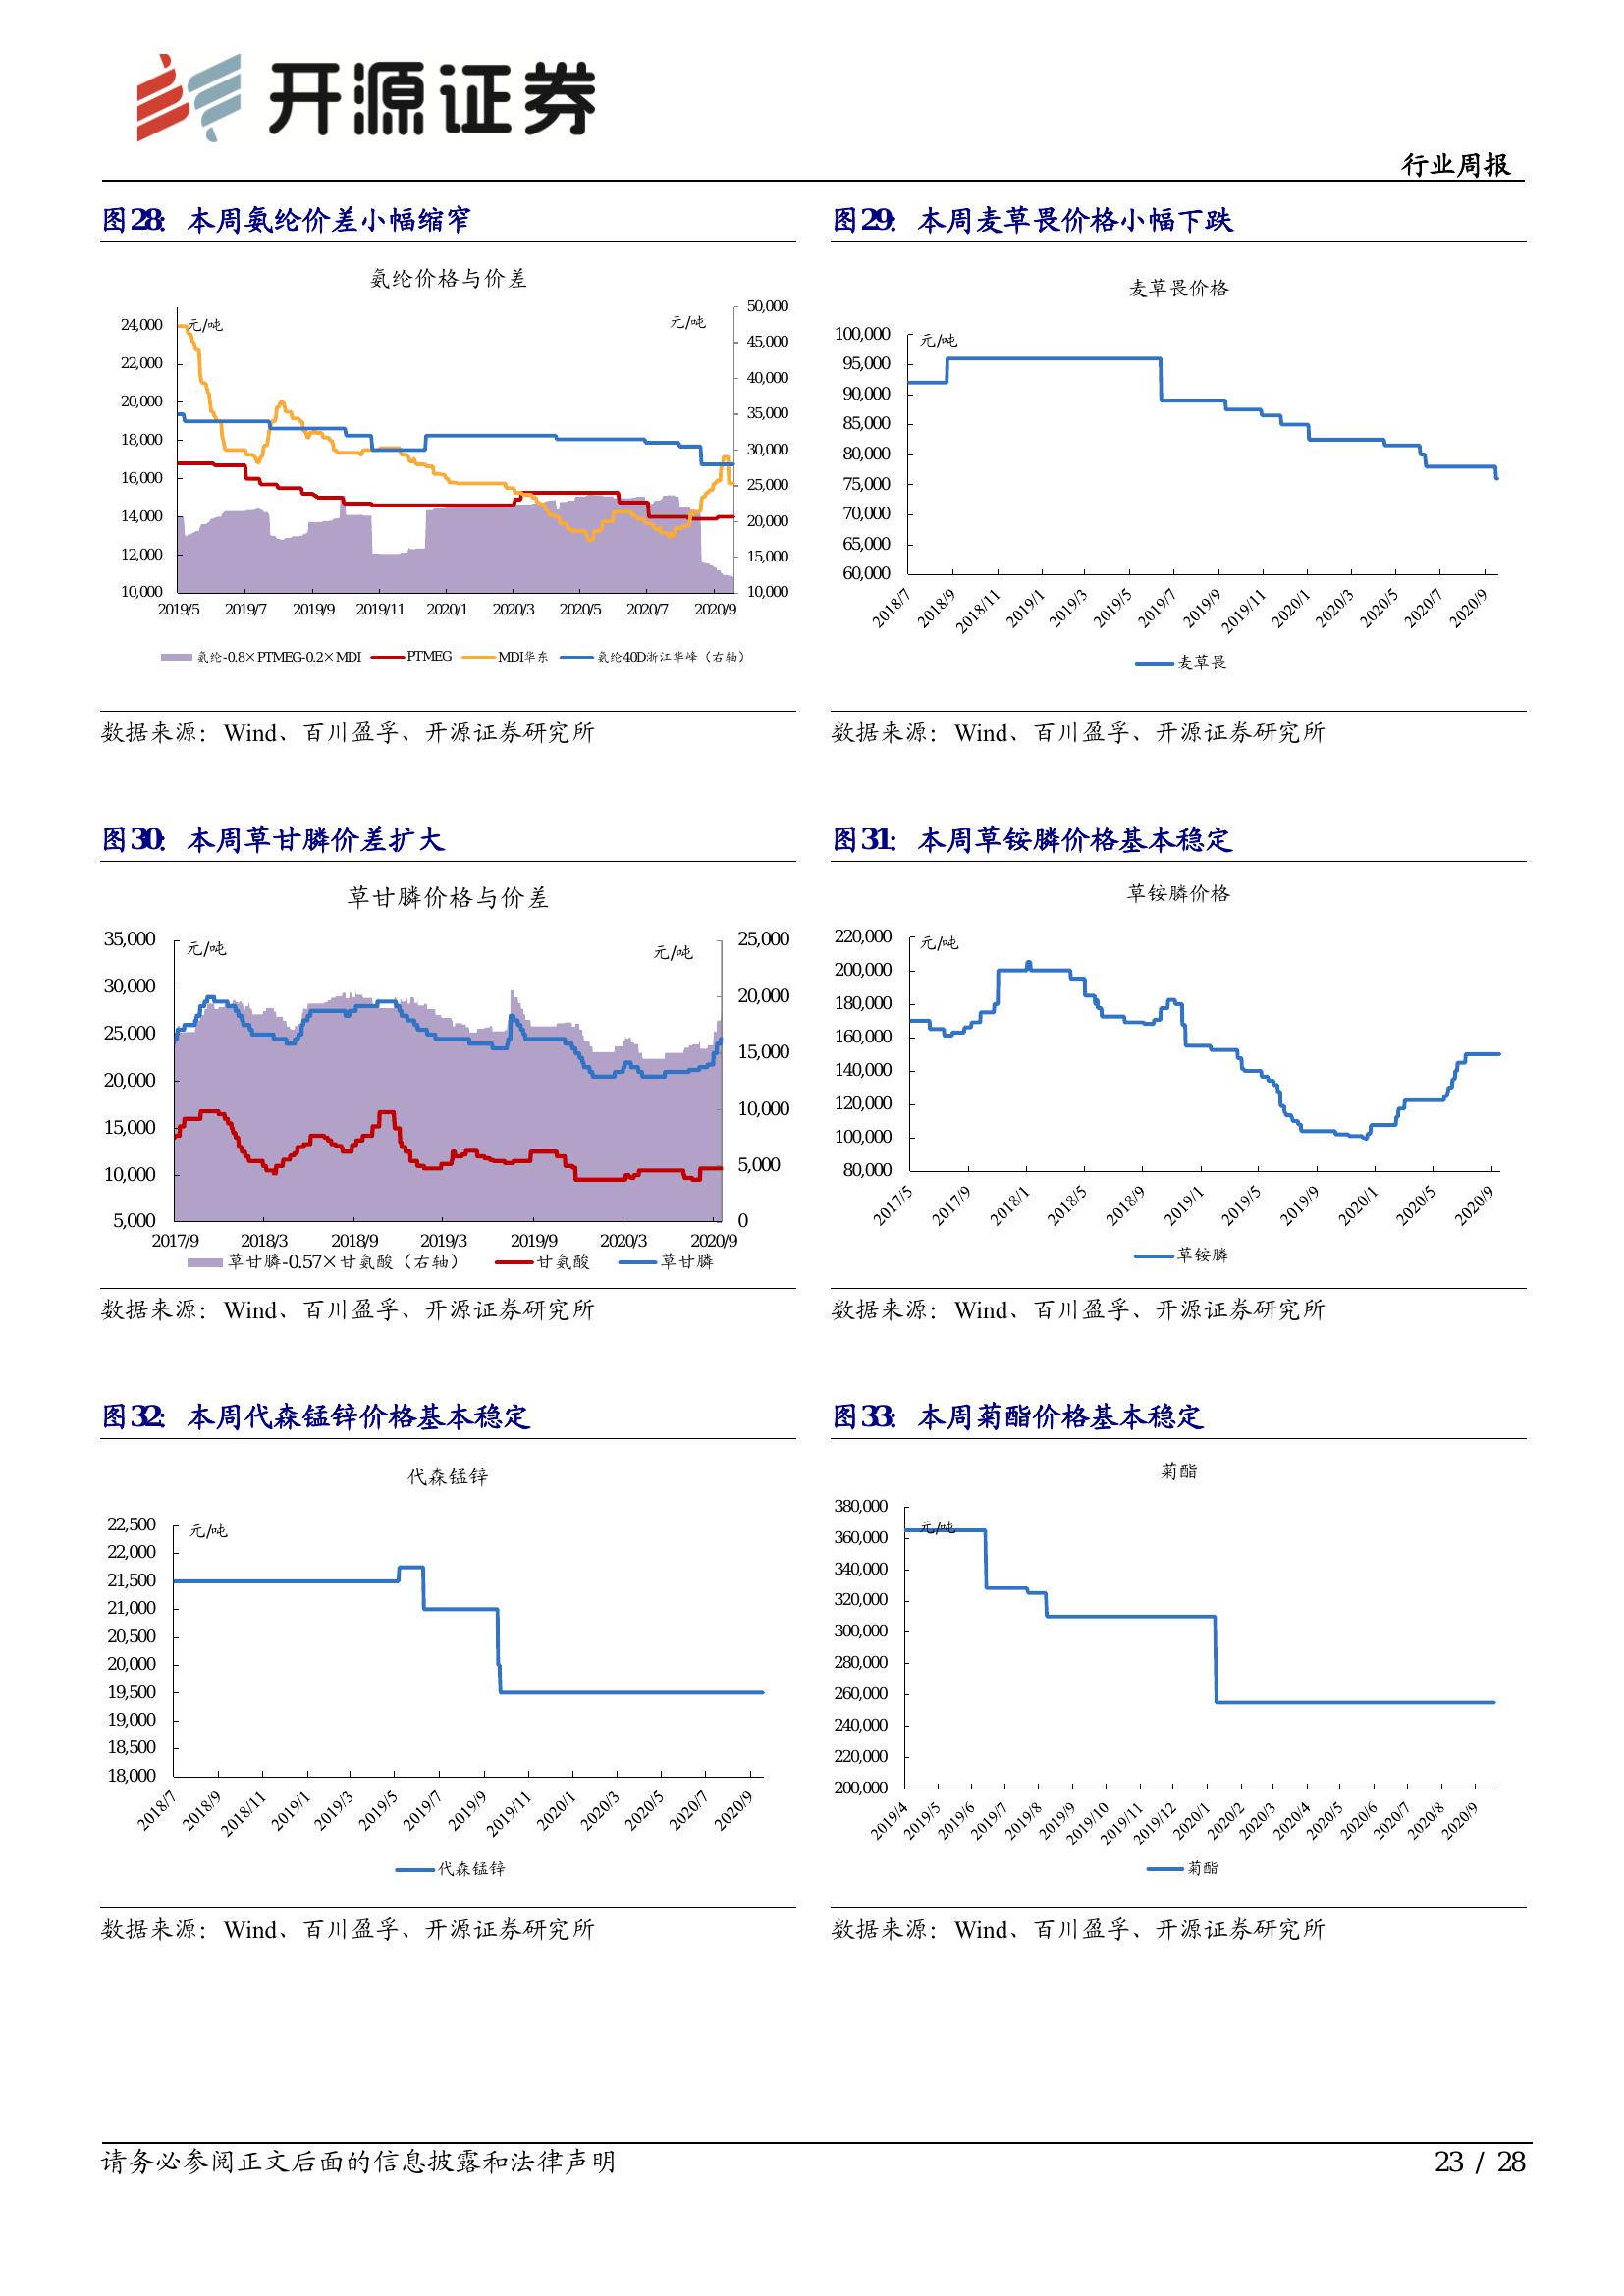 开源证券
行业周报
图28: 本周氨纶价差小幅缩窄
氨纶价格与价差
元/吨
元/吨
24,000
22,000
20,000
18,000
16,000
14,000
12,000
10,000
50,000
45,000
40,000
35,000
30,000
25,000
20,000
15,000
10,000
2019/5 2019/7 2019/9 2019/11 2020/1 2020/3 2020/5 2020/7 2020/9
氨纶-0.8×PTMEG-0.2×MDI PTMEG MDI华东 氨纶40D浙江华峰（右轴）
数据来源：Wind、百川盈孚、开源证券研究所
图29: 本周麦草畏价格小幅下跌
麦草畏价格
元/吨
100,000
95,000
90,000
85,000
80,000
75,000
70,000
65,000
60,000
2018/7 2018/9 2018/11 2019/1 2019/3 2019/5 2019/7 2019/9 2019/11 2020/1 2020/3 2020/5 2020/7 2020/9
麦草畏
数据来源：Wind、百川盈孚、开源证券研究所
图30: 本周草甘膦价差扩大
草甘膦价格与价差
元/吨
元/吨
35,000
30,000
25,000
20,000
15,000
10,000
5,000
25,000
20,000
15,000
10,000
5,000
0
2017/9 2018/3 2018/9 2019/3 2019/9 2020/3 2020/9
草甘膦-0.57×甘氨酸（右轴） 甘氨酸 草甘膦
数据来源：Wind、百川盈孚、开源证券研究所
图31: 本周草铵膦价格基本稳定
草铵膦价格
元/吨
220,000
200,000
180,000
160,000
140,000
120,000
100,000
80,000
2017/5 2017/9 2018/1 2018/5 2018/9 2019/1 2019/5 2019/9 2020/1 2020/5 2020/9
草铵膦
数据来源：Wind、百川盈孚、开源证券研究所
图32: 本周代森锰锌价格基本稳定
代森锰锌
元/吨
22,500
22,000
21,500
21,000
20,500
20,000
19,500
19,000
18,500
18,000
2018/7 2018/9 2018/11 2019/1 2019/3 2019/5 2019/7 2019/9 2019/11 2020/1 2020/3 2020/5 2020/7 2020/9
代森锰锌
数据来源：Wind、百川盈孚、开源证券研究所
图33: 本周菊酯价格基本稳定
菊酯
元/吨
380,000
360,000
340,000
320,000
300,000
280,000
260,000
240,000
220,000
200,000
2019/4 2019/5 2019/6 2019/7 2019/8 2019/9 2019/10 2019/11 2019/12 2020/1 2020/2 2020/3 2020/4 2020/5 2020/6 2020/7 2020/8 2020/9
菊酯
数据来源：Wind、百川盈孚、开源证券研究所
请务必参阅正文后面的信息披露和法律声明
23 / 28